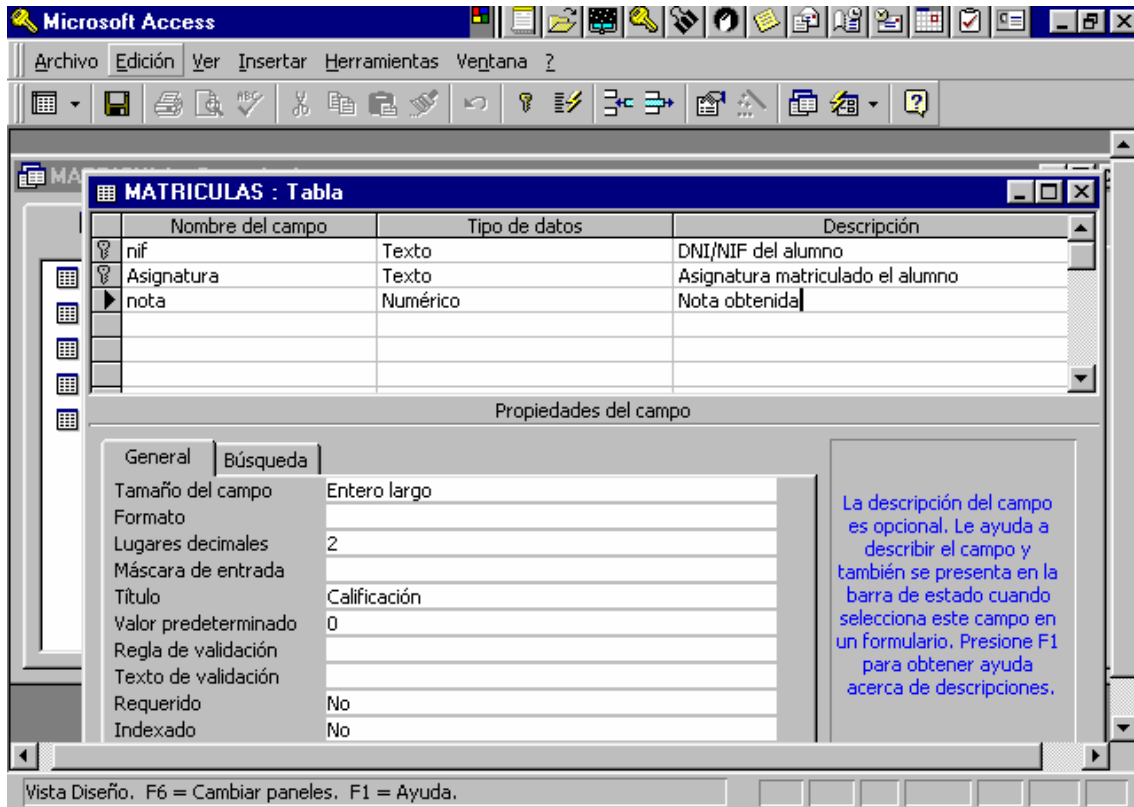 Microsoft Access
Archivo Edición Ver Insertar Herramientas Ventana ?
ABC
MATRICULAS : Tabla
Nombre del campo Tipo de datos Descripción
nif Texto DNI/NIF del alumno
Asignatura Texto Asignatura matriculado el alumno
nota Numérico Nota obtenida
Propiedades del campo
General Búsqueda
Tamaño del campo Entero largo
Formato
Lugares decimales 2
Máscara de entrada
Título Calificación
Valor predeterminado 0
Regla de validación
Texto de validación
Requerido No
Indexado No
La descripción del campo
es opcional. Le ayuda a
describir el campo y
también se presenta en la
barra de estado cuando
selecciona este campo en
un formulario. Presione F1
para obtener ayuda
acerca de descripciones.
Vista Diseño. F6 = Cambiar paneles. F1 = Ayuda.